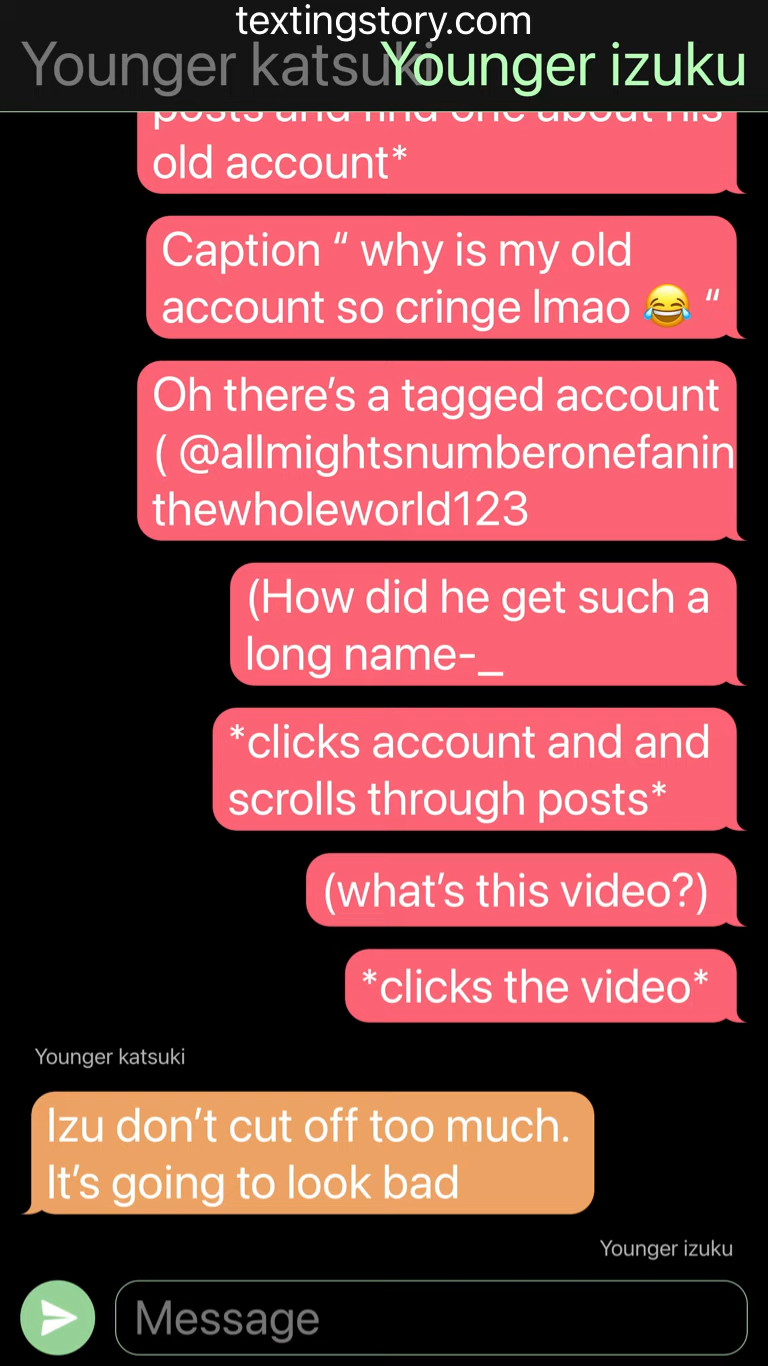 textingstory.com
Younger katsuki
Younger izuku
posts and find one about his
old account*
Caption “ why is my old
account so cringe lmao 😂 “
Oh there’s a tagged account
( @allmightsnumberonefanin
thewholeworld123
(How did he get such a
long name-_
*clicks account and and
scrolls through posts*
(what’s this video?)
*clicks the video*
Younger katsuki
Izu don’t cut off too much.
It’s going to look bad
Younger izuku
Message